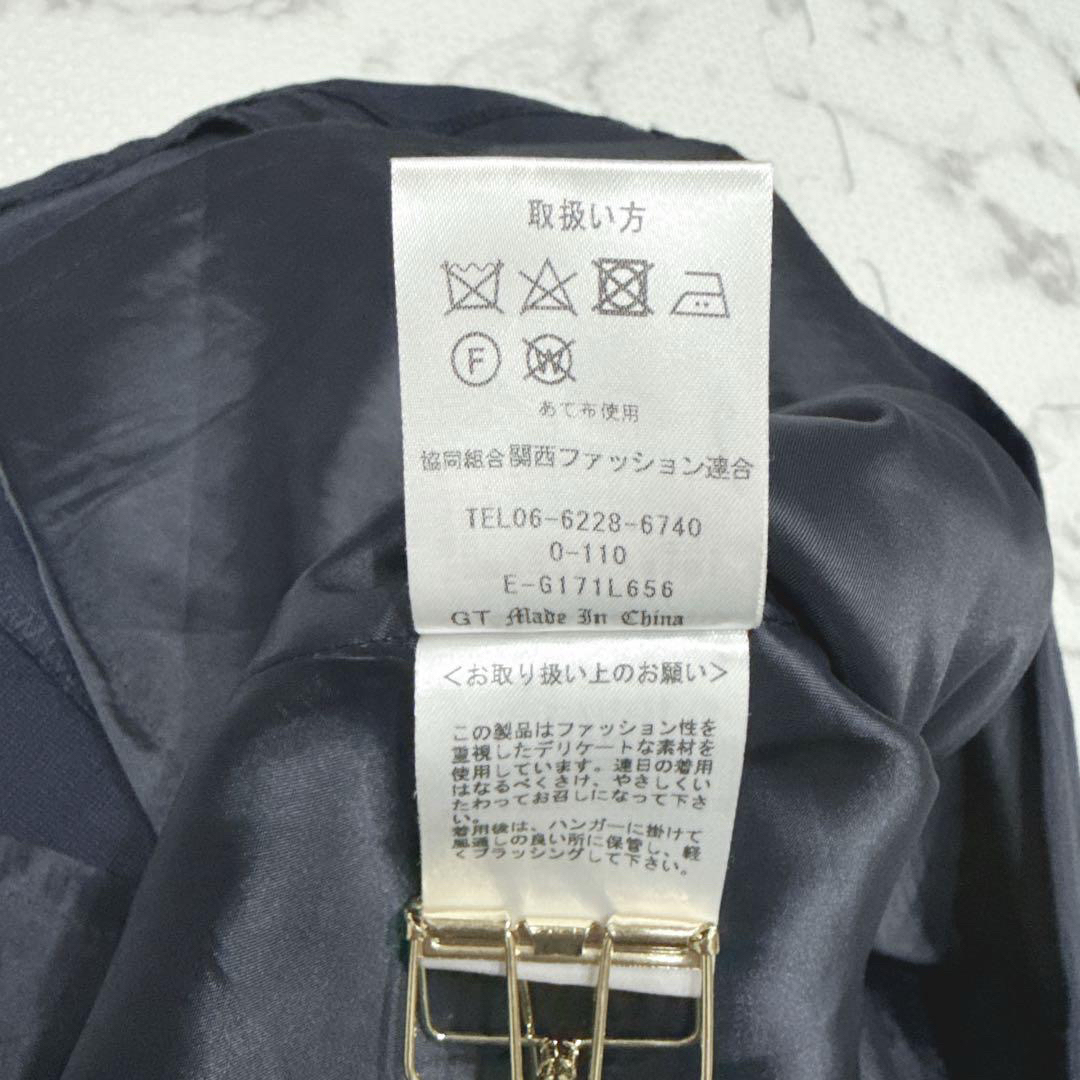 取扱い方
F W
あて布使用
協同組合関西ファッション連合
TEL06-6228-6740
0-110
E-G171L656
GT Made In China
<お取り扱い上のお願い>
この製品はファッション性を
重視したデリケートな素材を
使用しています。連日の着用
はなるべくさけ、やさしくい
たわってお召しになって下さ
い。
着用後は、ハンガーに掛けて
風通しの良い所に保管し、軽
くブラッシングして下さい。